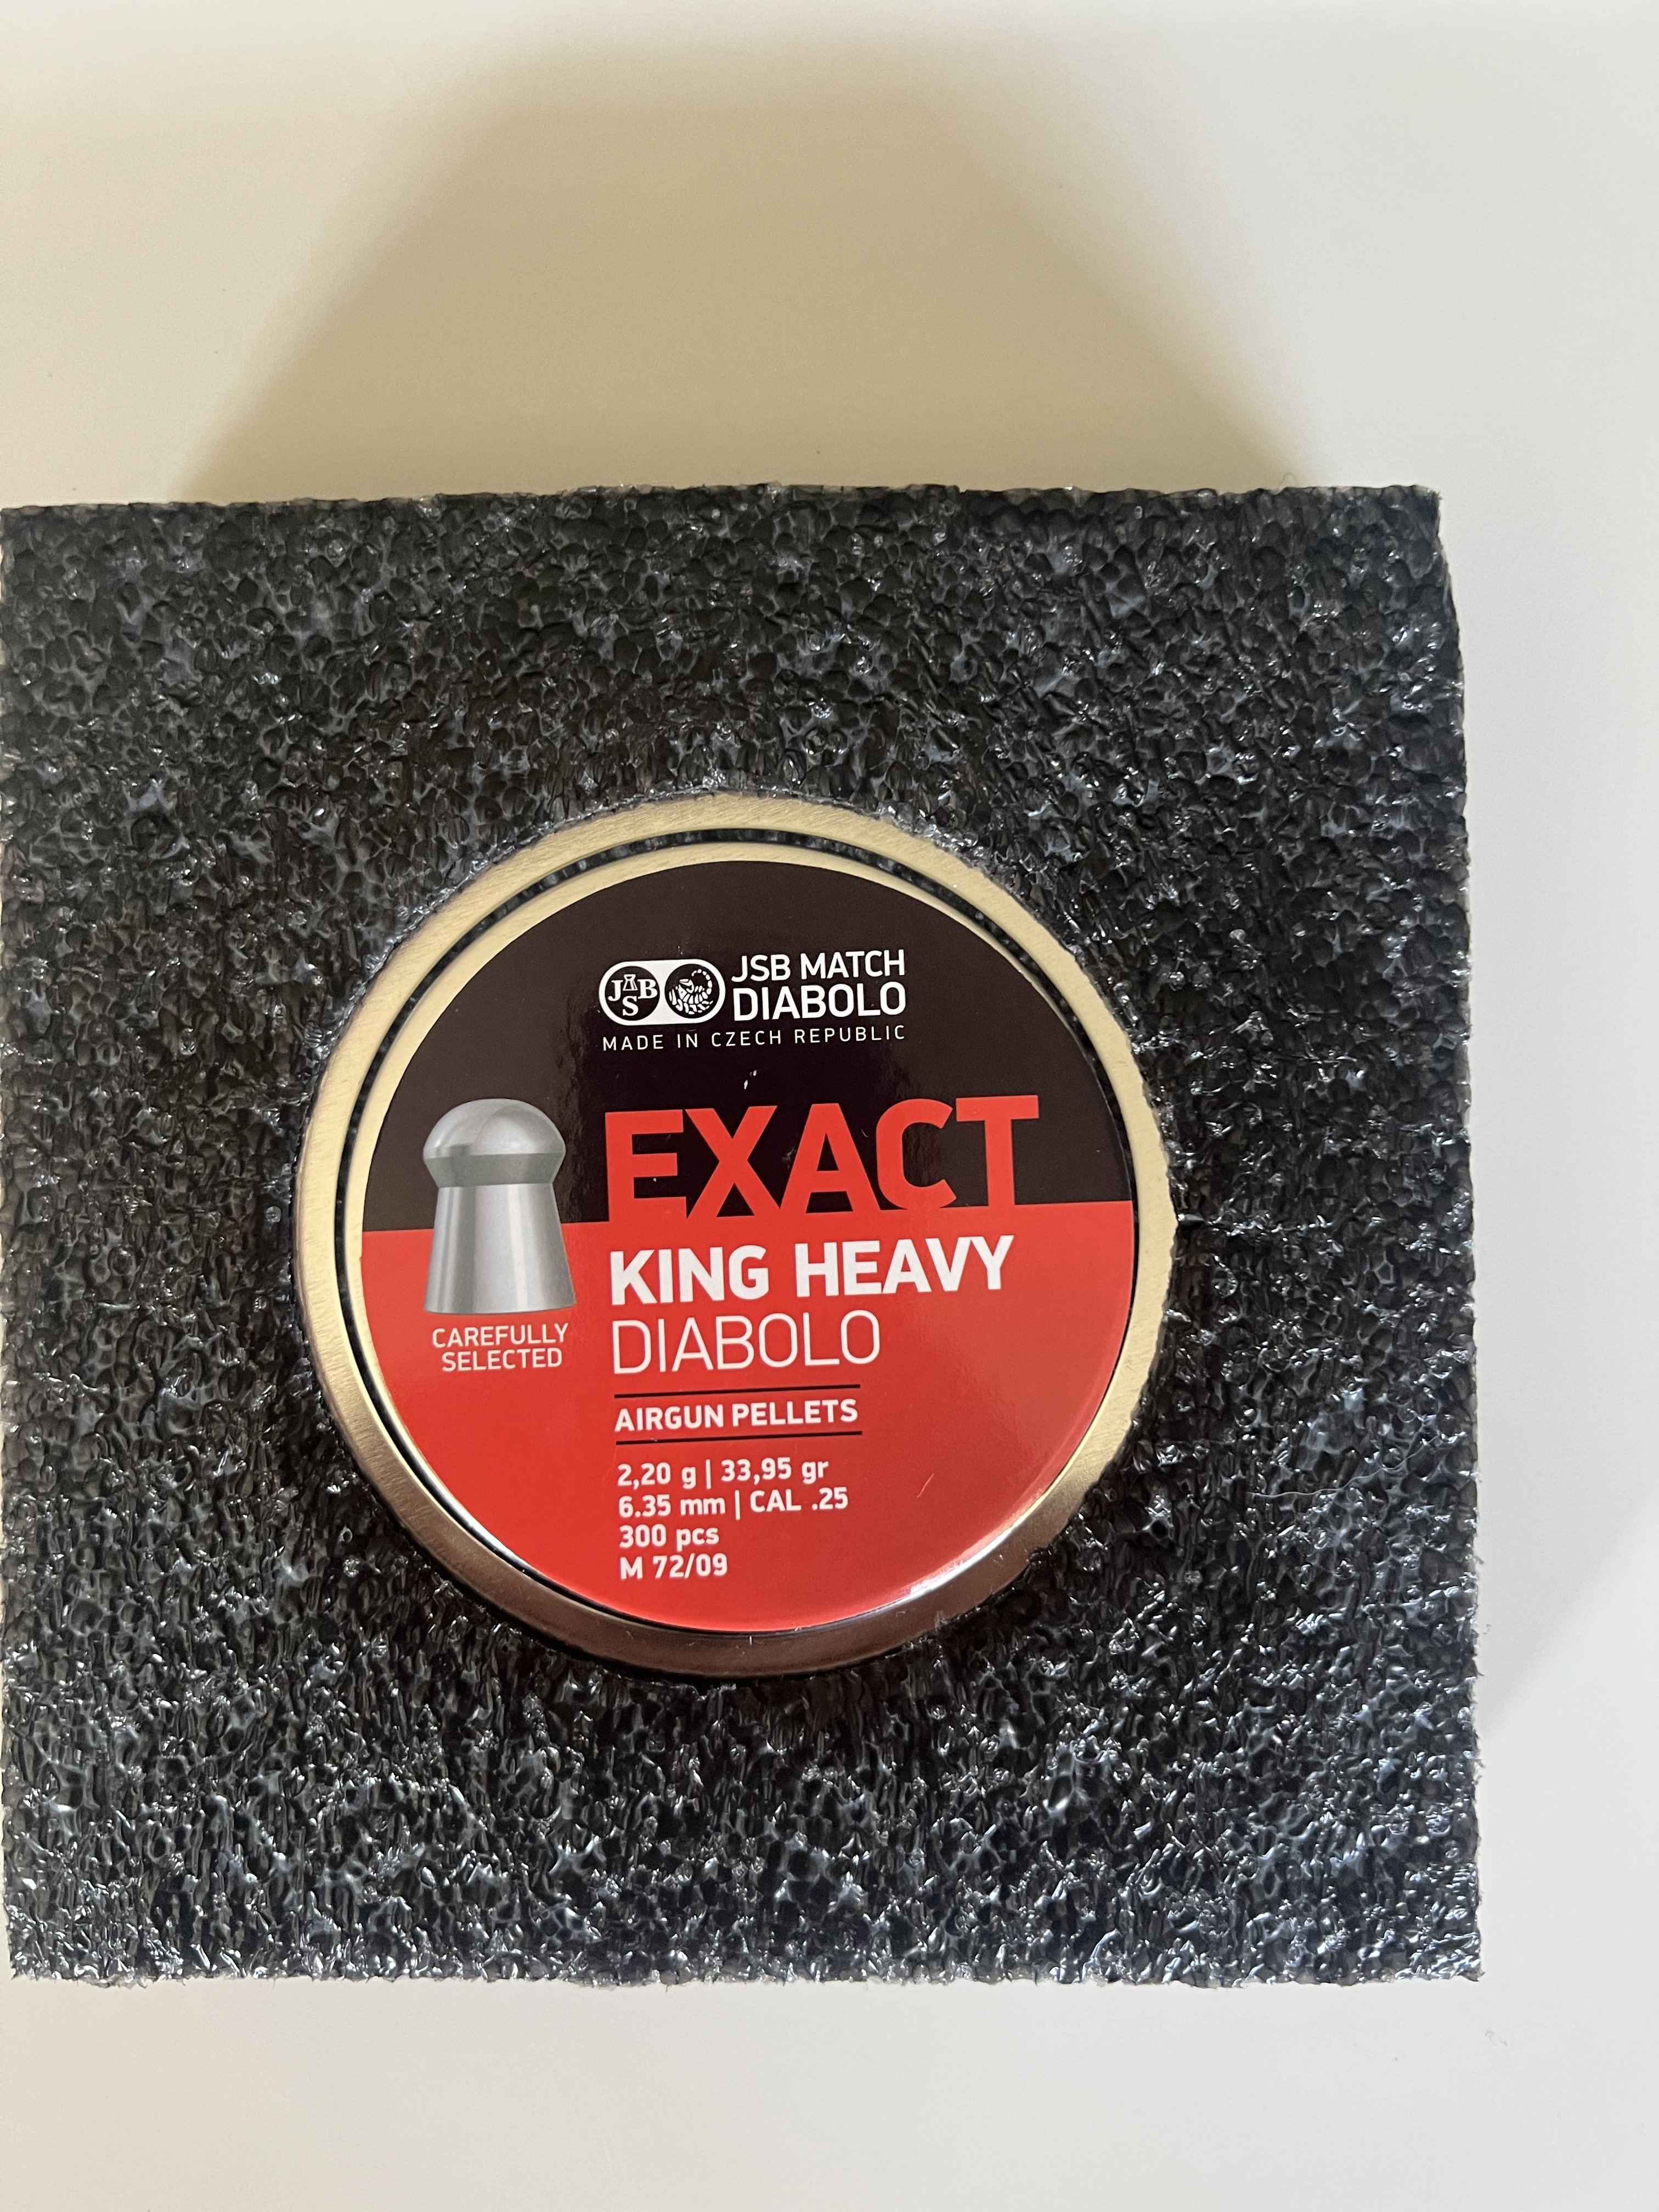 JSB
JSB MATCH
DIABOLO
MADE IN CZECH REPUBLIC
EXACT
KING HEAVY
DIABOLO
CAREFULLY
SELECTED
AIRGUN PELLETS
2,20 g | 33,95 gr
6.35 mm | CAL .25
300 pcs
M 72/09